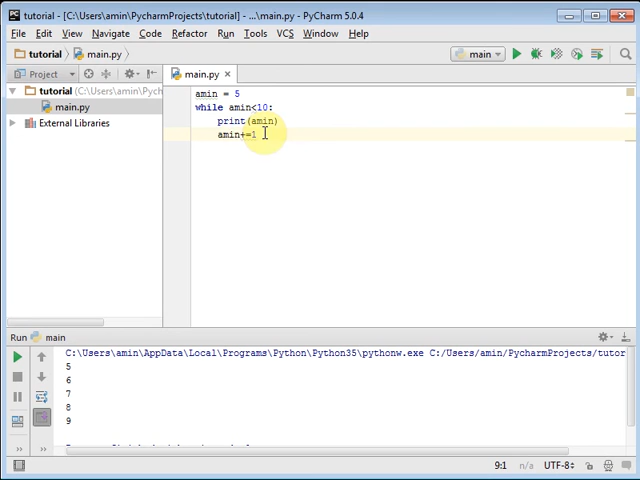 tutorial - [C:\Users\amin\PycharmProjects\tutorial] - ...\main.py - PyCharm 5.0.4
File Edit View Navigate Code Refactor Run Tools VCS Window Help
tutorial main.py main
Project main.py
tutorial (C:\Users\amin\Pych
main.py
External Libraries
amin = 5
while amin<10:
print(amin)
amin+=1
Run main
C:\Users\amin\AppData\Local\Programs\Python\Python35\pythonw.exe C:/Users/amin/PycharmProjects/tutor
5
6
7
8
9
9:1 n/a UTF-8